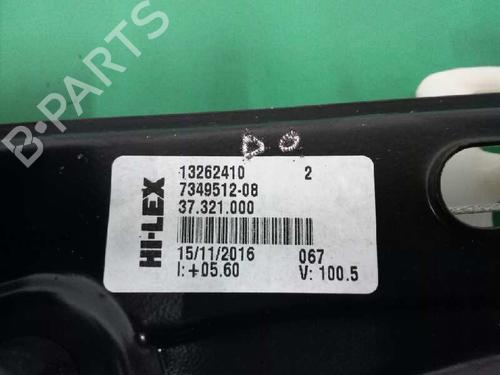 B-PARTS
D O
HI-LEX
13262410 2
7349512-08
37.321.000
15/11/2016 067
I:+05.60 V: 100.5